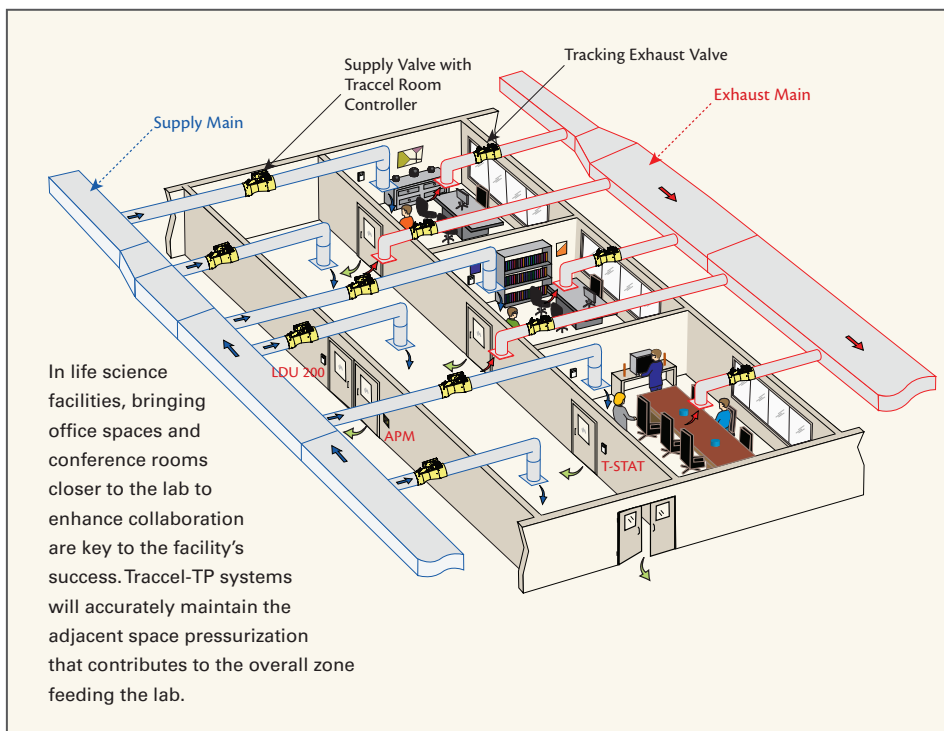 Supply Valve with
Traccel Room
Controller
Tracking Exhaust Valve
Exhaust Main
Supply Main
LDU 200
APM
T-STAT
In life science
facilities, bringing
office spaces and
conference rooms
closer to the lab to
enhance collaboration
are key to the facility's
success. Traccel-TP systems
will accurately maintain the
adjacent space pressurization
that contributes to the overall zone
feeding the lab.